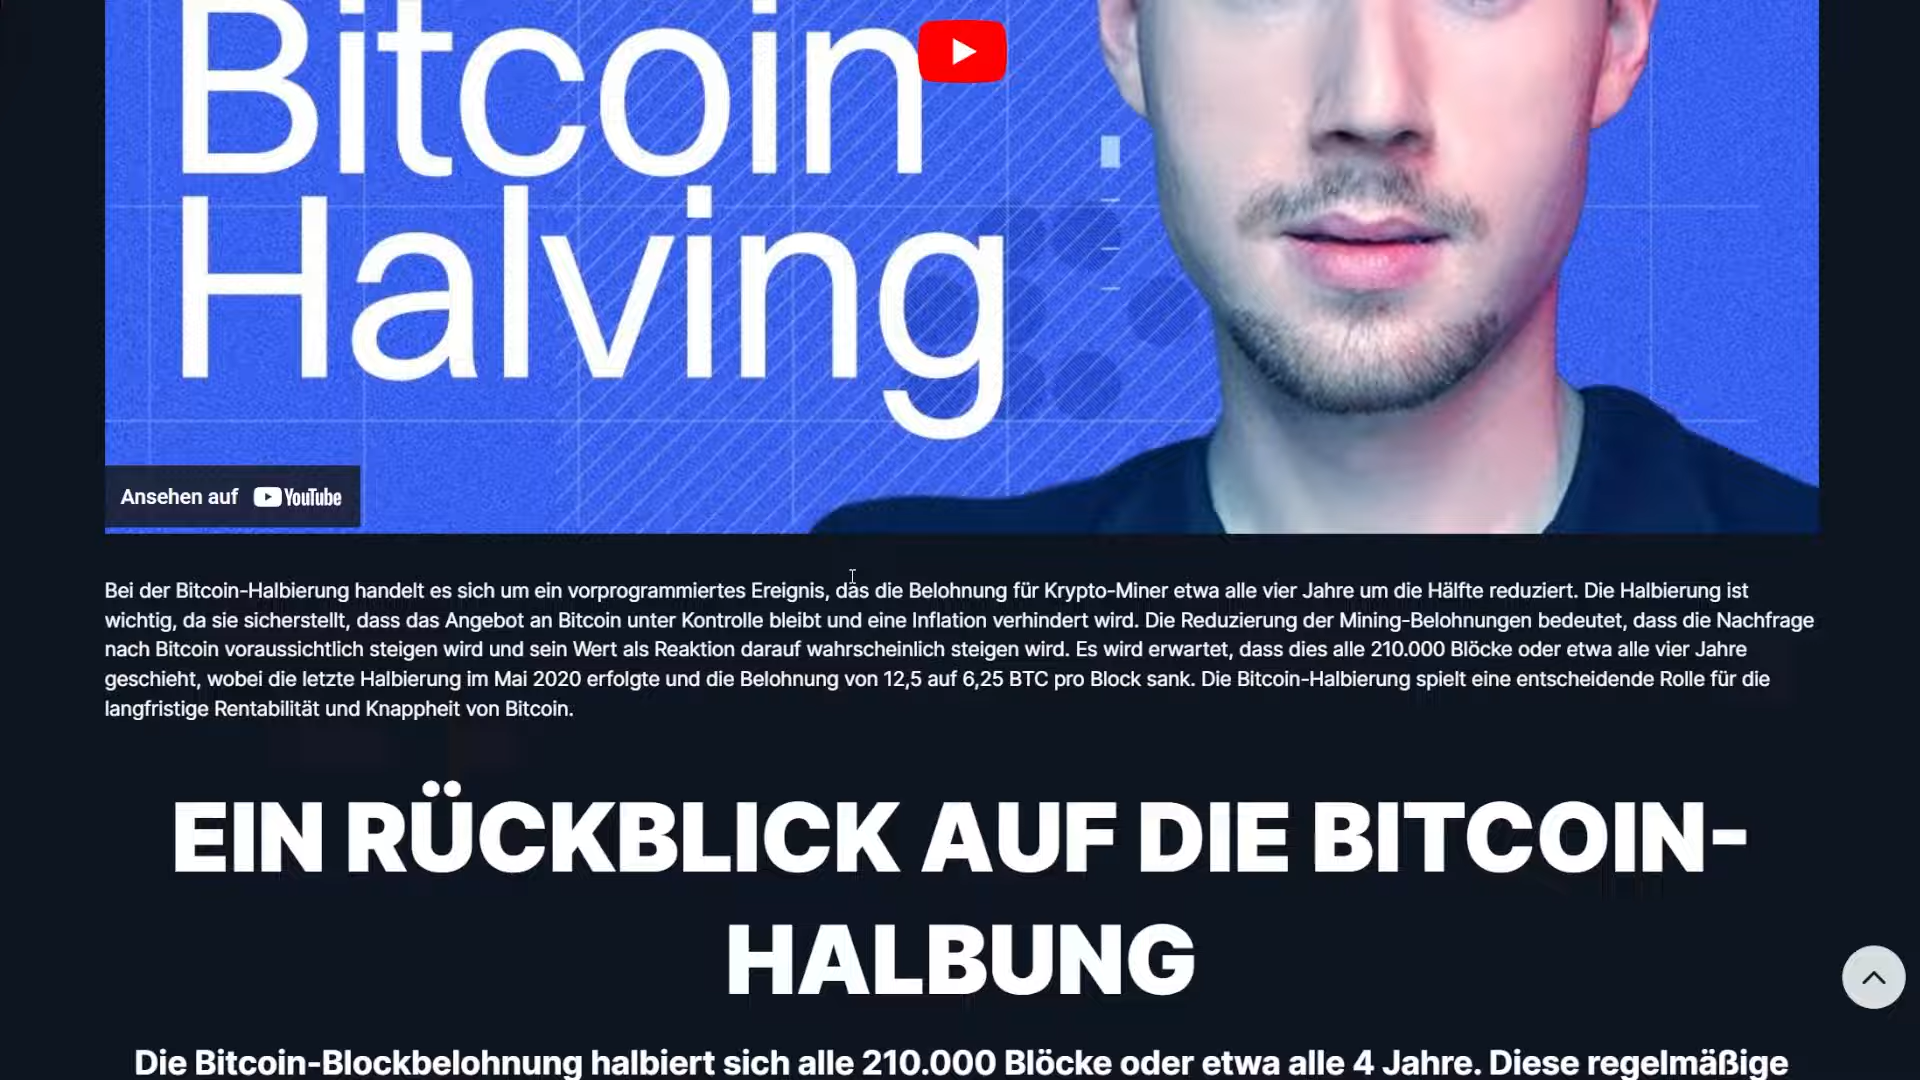 Bitcoin
Halving
Ansehen auf YouTube
Bei der Bitcoin-Halbierung handelt es sich um ein vorprogrammiertes Ereignis, das die Belohnung für Krypto-Miner etwa alle vier Jahre um die Hälfte reduziert. Die Halbierung ist
wichtig, da sie sicherstellt, dass das Angebot an Bitcoin unter Kontrolle bleibt und eine Inflation verhindert wird. Die Reduzierung der Mining-Belohnungen bedeutet, dass die Nachfrage
nach Bitcoin voraussichtlich steigen wird und sein Wert als Reaktion darauf wahrscheinlich steigen wird. Es wird erwartet, dass dies alle 210.000 Blöcke oder etwa alle vier Jahre
geschieht, wobei die letzte Halbierung im Mai 2020 erfolgte und die Belohnung von 12,5 auf 6,25 BTC pro Block sank. Die Bitcoin-Halbierung spielt eine entscheidende Rolle für die
langfristige Rentabilität und Knappheit von Bitcoin.
EIN RÜCKBLICK AUF DIE BITCOIN-
HALBUNG
Die Bitcoin-Blockbelohnung halbiert sich alle 210.000 Blöcke oder etwa alle 4 Jahre. Diese regelmäßige